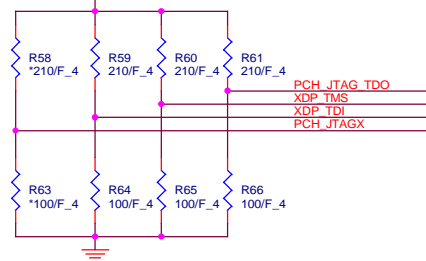 R58 R59 R60 R61
*210/F_4 210/F_4 210/F_4 210/F_4
PCH_JTAG_TDO
XDP_TMS
XDP_TDI
PCH_JTAGX
R63 R64 R65 R66
*100/F_4 100/F_4 100/F_4 100/F_4